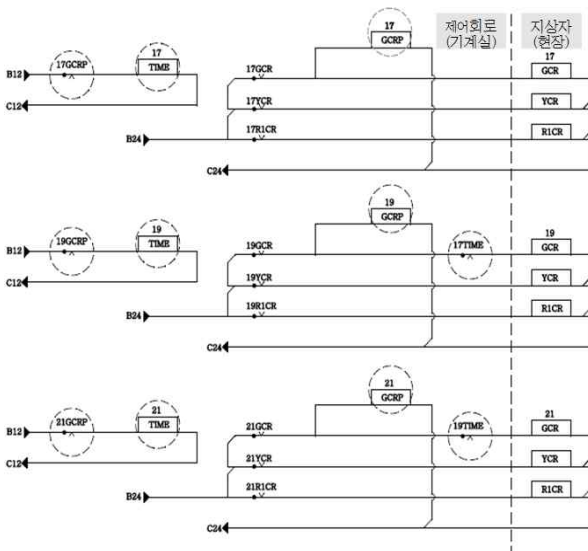 제어회로
(기계실)
지상자
(현장)
17
GCRP
17
TIME
17GCRP
B12
C12
17GCR
17
GCR
17YCR
YCR
17R1CR
R1CR
B24
C24
19
GCRP
19
TIME
19GCRP
B12
C12
19GCR
17TIME
19
GCR
19YCR
YCR
19R1CR
R1CR
B24
C24
21
GCRP
21
TIME
21GCRP
B12
C12
21GCR
19TIME
21
GCR
21YCR
YCR
21R1CR
R1CR
B24
C24